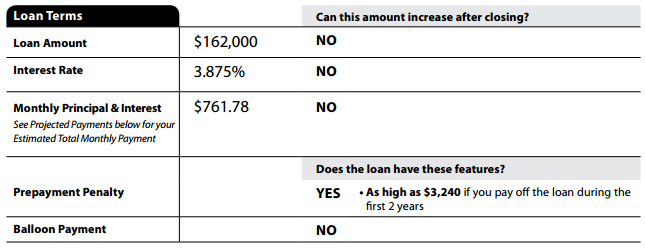 Loan Terms Can this amount increase after closing?
Loan Amount $162,000 NO
Interest Rate 3.875% NO
Monthly Principal & Interest $761.78 NO
See Projected Payments below for your
Estimated Total Monthly Payment
Does the loan have these features?
Prepayment Penalty YES • As high as $3,240 if you pay off the loan during the
first 2 years
Balloon Payment NO